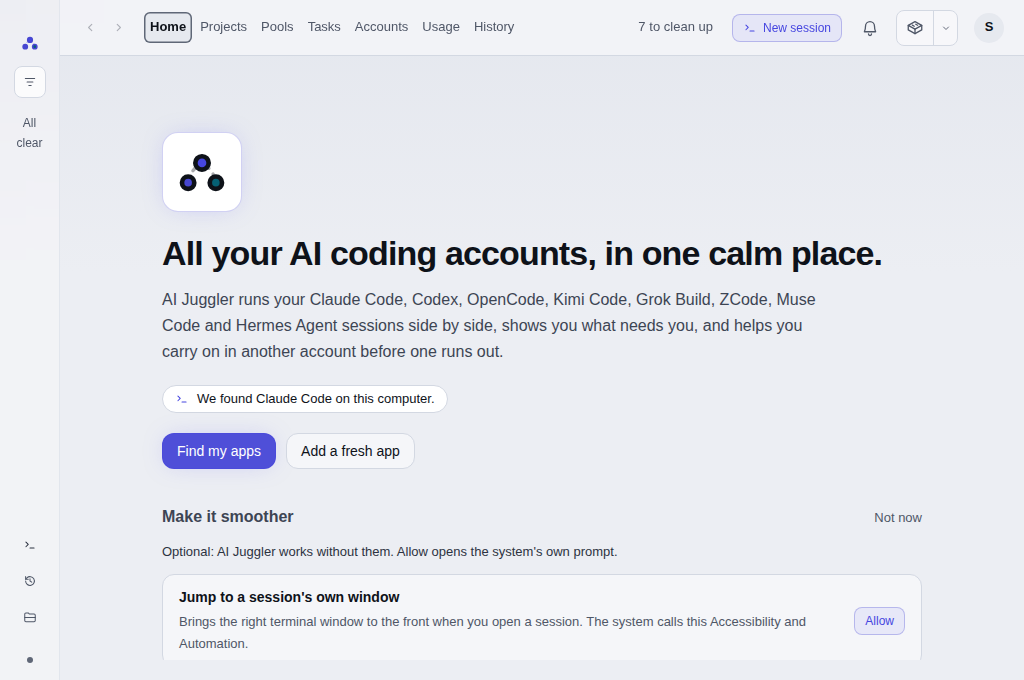 Home Projects Pools Tasks Accounts Usage History 7 to clean up New session S
All
clear
All your AI coding accounts, in one calm place.
AI Juggler runs your Claude Code, Codex, OpenCode, Kimi Code, Grok Build, ZCode, Muse
Code and Hermes Agent sessions side by side, shows you what needs you, and helps you
carry on in another account before one runs out.
We found Claude Code on this computer.
Find my apps Add a fresh app
Make it smoother Not now
Optional: AI Juggler works without them. Allow opens the system's own prompt.
Jump to a session's own window
Brings the right terminal window to the front when you open a session. The system calls this Accessibility and
Automation.
Allow